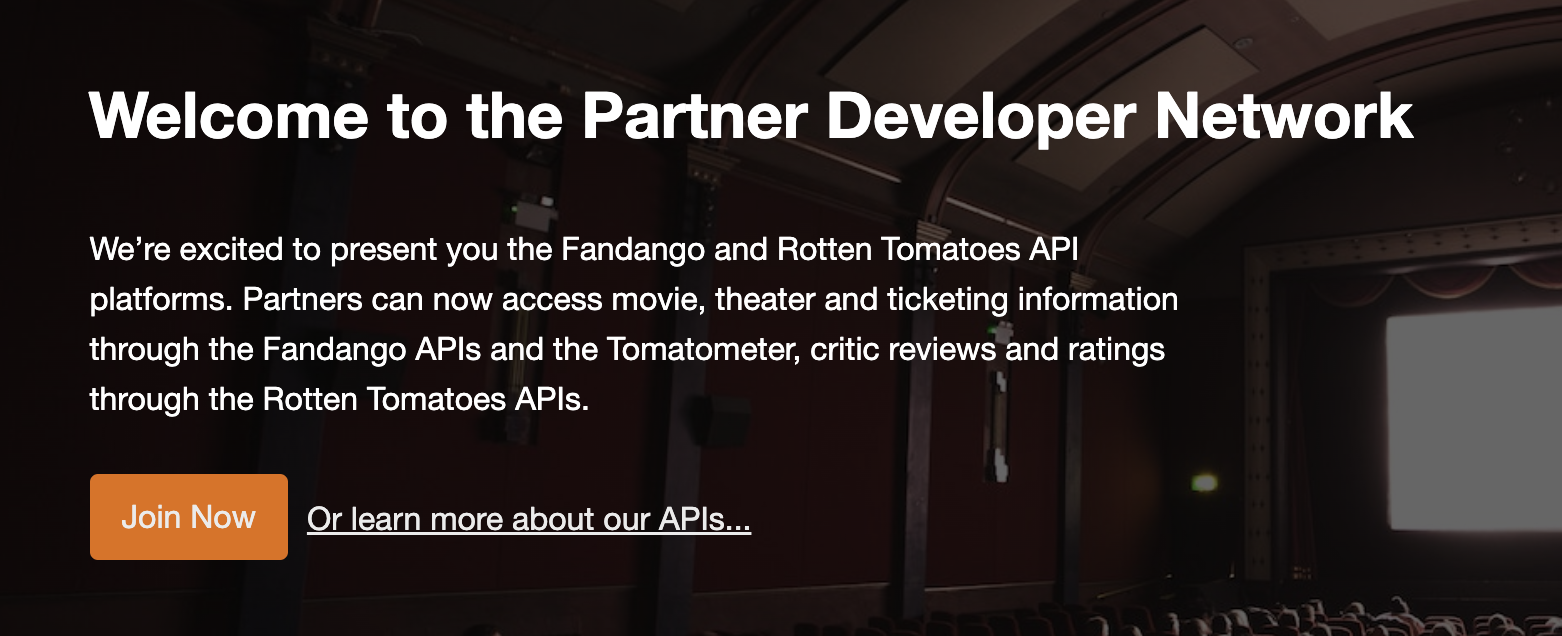 Welcome to the Partner Developer Network
We’re excited to present you the Fandango and Rotten Tomatoes API
platforms. Partners can now access movie, theater and ticketing information
through the Fandango APIs and the Tomatometer, critic reviews and ratings
through the Rotten Tomatoes APIs.
Join Now
Or learn more about our APIs...